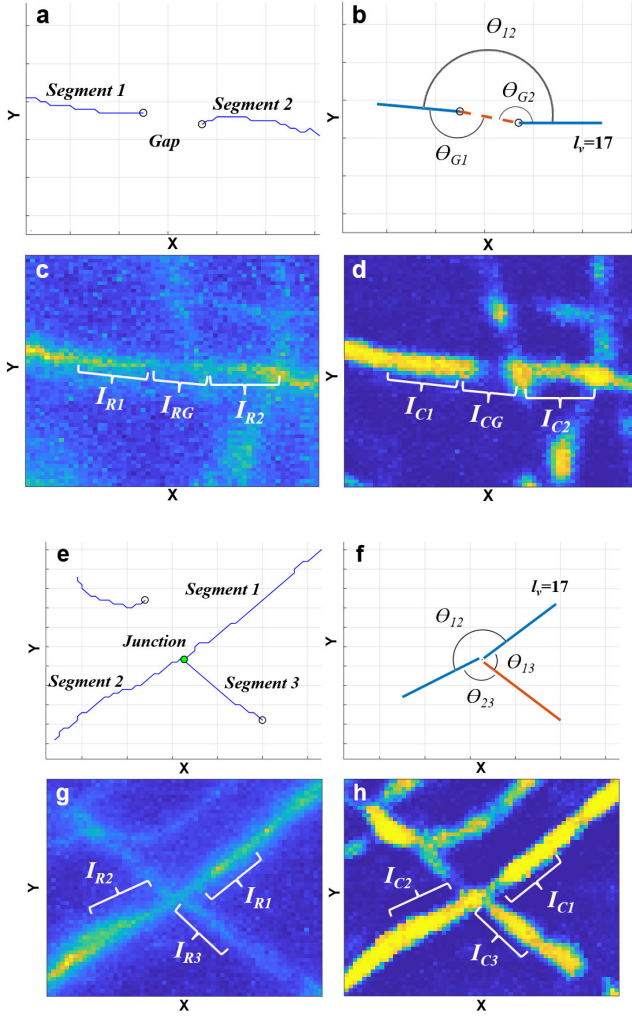 a
Segment 1
Segment 2
Gap
Y
X
b
Θ12
ΘG2
ΘG1
lv=17
Y
X
c
IR1
IRG
IR2
Y
X
d
IC1
ICG
IC2
Y
X
e
Segment 1
Junction
Segment 2
Segment 3
Y
X
f
lv=17
Θ12
Θ13
Θ23
Y
X
g
IR2
IR1
IR3
Y
X
h
IC2
IC1
IC3
Y
X